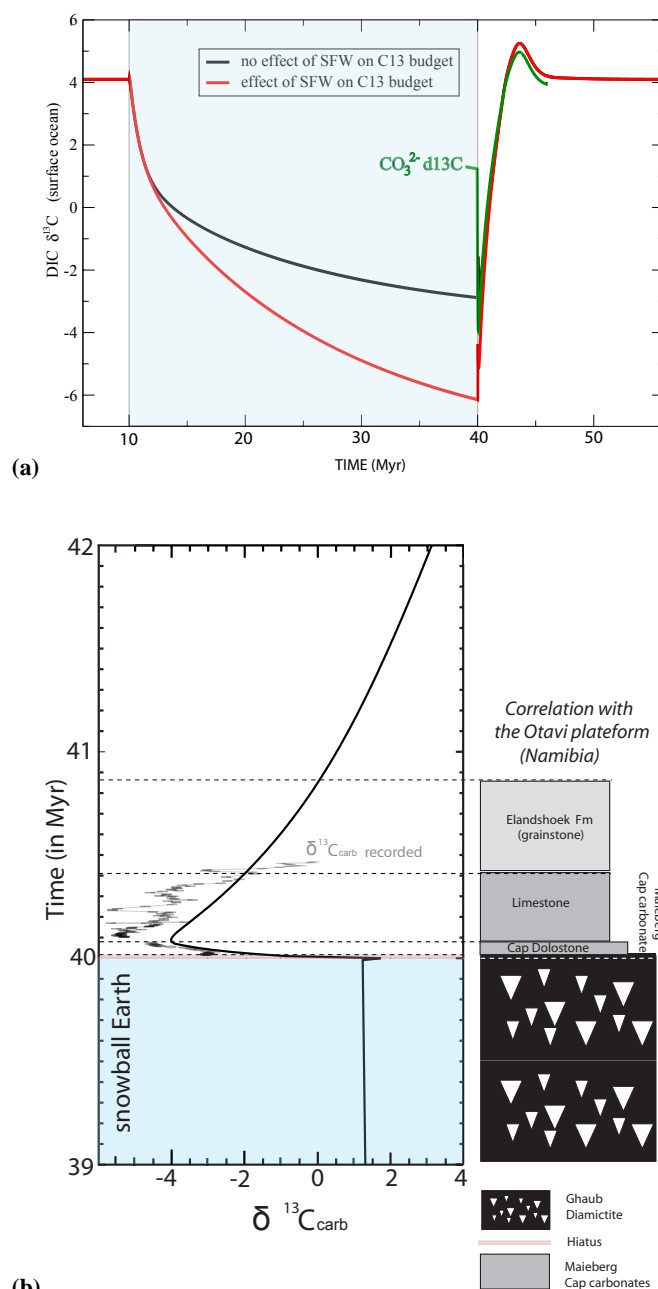 no effect of SFW on C13 budget
effect of SFW on C13 budget
6
4
2
0
-2
-4
-6
DIC δ¹³C (surface ocean)
CO₃²⁻ d13C
10
20
30
40
50
TIME (Myr)
(a)
42
41
40
39
Time (in Myr)
snowball Earth
δ¹³Ccarb recorded
-4
-2
0
2
4
δ ¹³Ccarb
Correlation with
the Otavi plateform
(Namibia)
Elandshoek Fm
(grainstone)
Limestone
Cap Dolostone
Maieberg
Cap carbonates
Ghaub
Diamictite
Hiatus
Maieberg
Cap carbonates
(b)